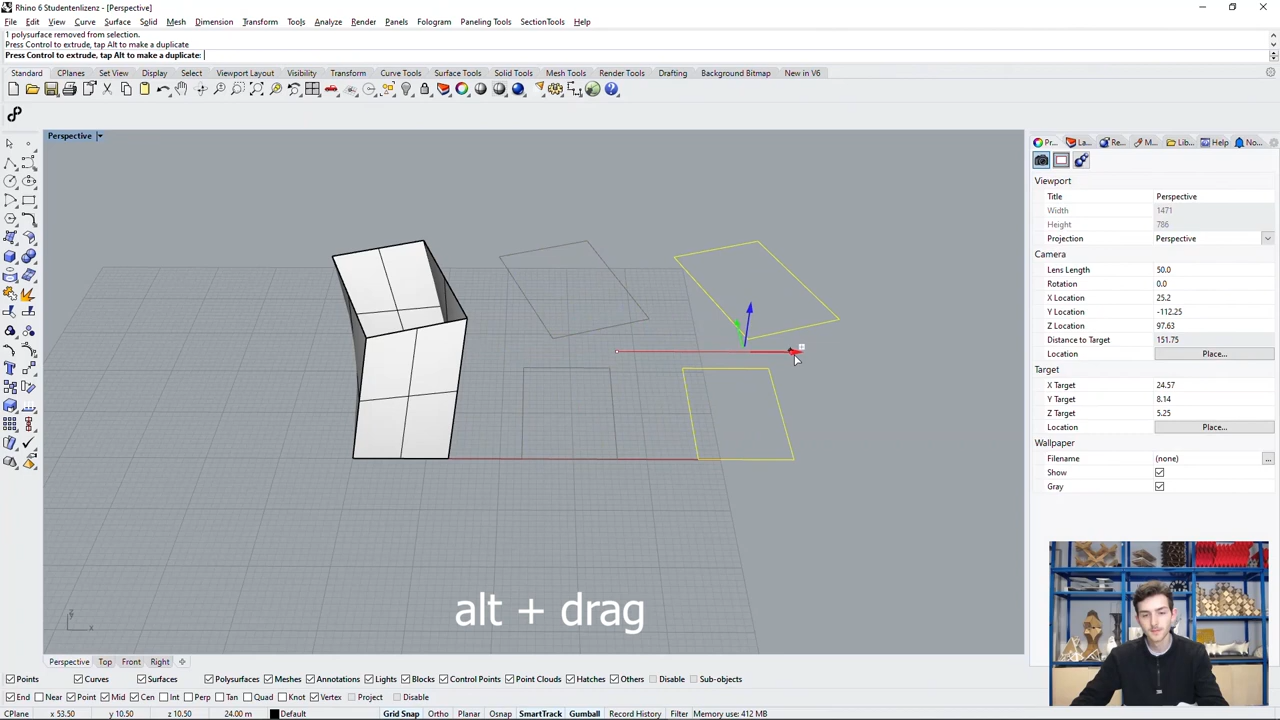 Rhino 6 Studentenlizenz - [Perspective]
File Edit View Curve Surface Solid Mesh Dimension Transform Tools Analyze Render Panels Fologram Paneling Tools SectionTools Help
1 polysurface removed from selection.
Press Control to extrude, tap Alt to make a duplicate
Press Control to extrude, tap Alt to make a duplicate:
Standard CPlanes Set View Display Select Viewport Layout Visibility Transform Curve Tools Surface Tools Solid Tools Mesh Tools Render Tools Drafting Background Bitmap New in V6
Perspective
Pr... La... Re... M... Lib... Help No...
Viewport
Title Perspective
Width 1471
Height 786
Projection Perspective
Camera
Lens Length 50.0
Rotation 0.0
X Location 25.2
Y Location -112.25
Z Location 97.63
Distance to Target 151.75
Location Place...
Target
X Target 24.57
Y Target 8.14
Z Target 5.25
Location Place...
Wallpaper
Filename (none) ...
Show
Gray
alt + drag
z
x
Perspective Top Front Right
Points Curves Surfaces Polysurfaces Meshes Annotations Lights Blocks Control Points Point Clouds Hatches Others Disable Sub-objects
End Near Point Mid Cen Int Perp Tan Quad Knot Vertex Project Disable
CPlane x 53.50 y 10.50 z 10.50 24.00 m Default Grid Snap Ortho Planar Osnap SmartTrack Gumball Record History Filter Memory use: 412 MB